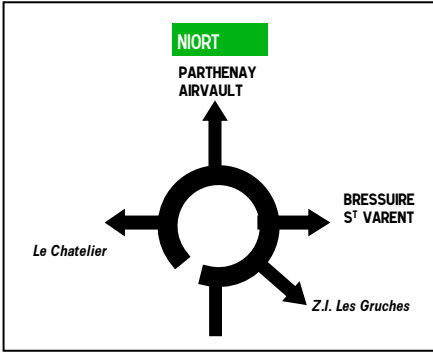 NIORT
PARTHENAY
AIRVAULT
BRESSUIRE
Sᵀ VARENT
Le Chatelier
Z.I. Les Gruches